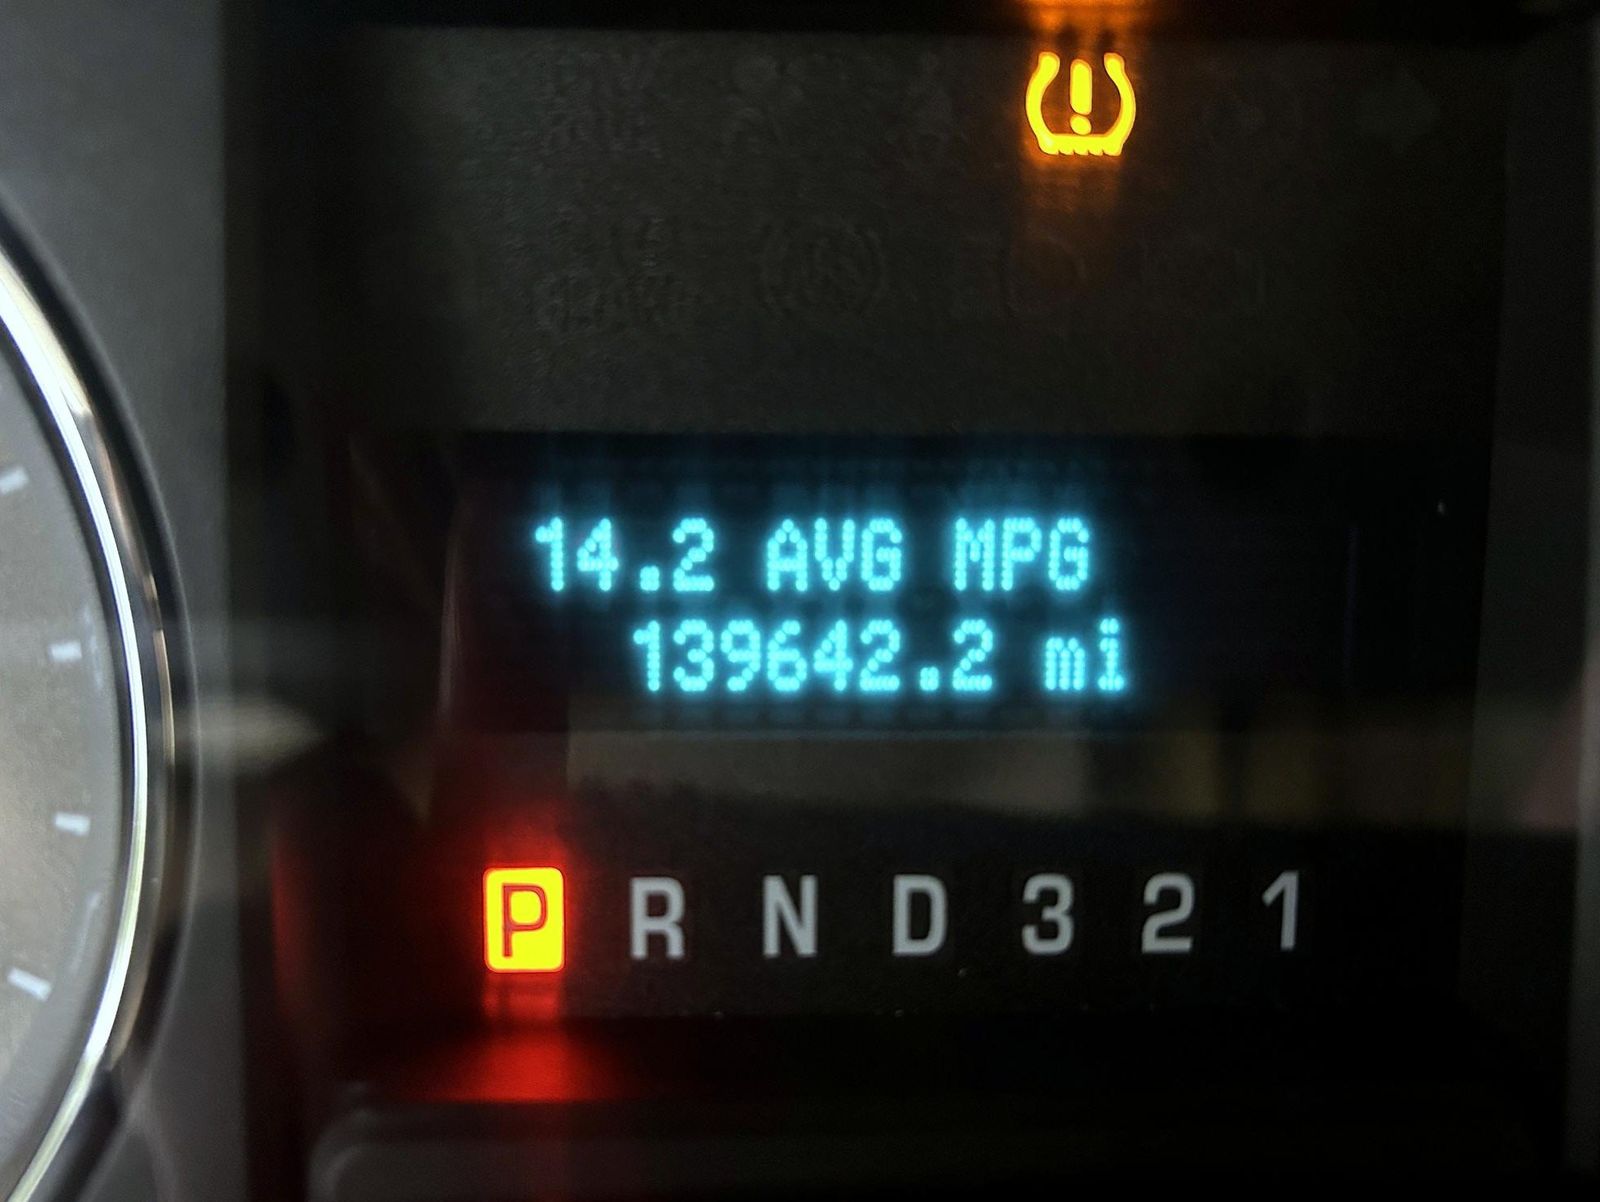 14.2 AVG MPG
139642.2 mi
P R N D 3 2 1